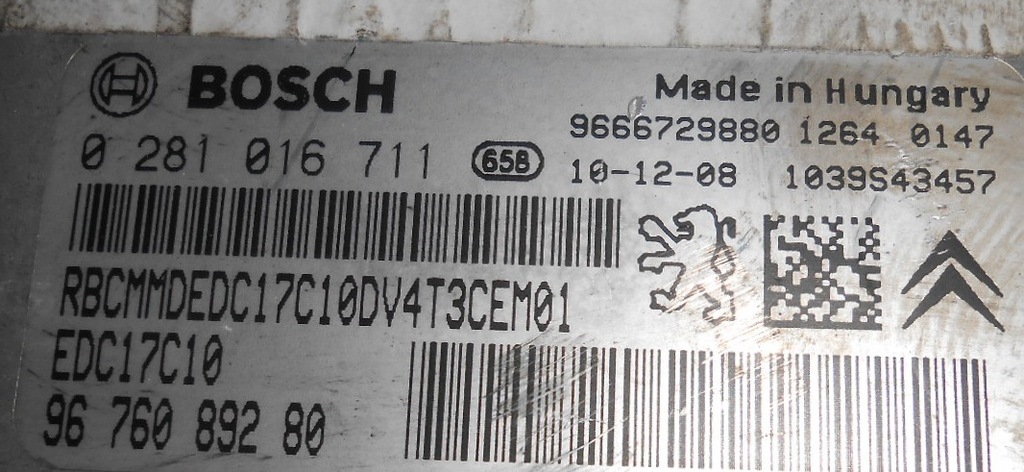 BOSCH
Made in Hungary
0 281 016 711
658
9666729880 1264 0147
10-12-08 1039S43457
RBCMMDEDC17C10DV4T3CEM01
EDC17C10
96 760 892 80